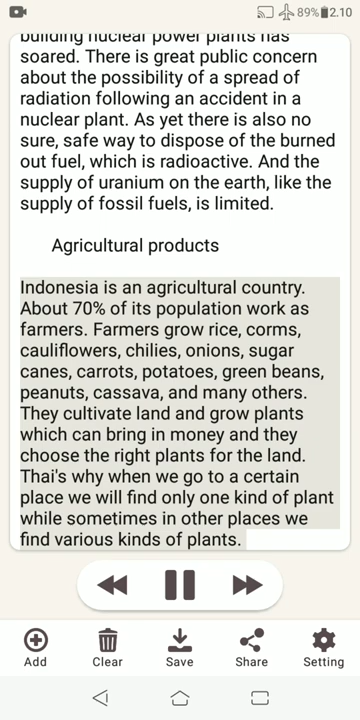 89% 2.10
building nuclear power plants has
soared. There is great public concern
about the possibility of a spread of
radiation following an accident in a
nuclear plant. As yet there is also no
sure, safe way to dispose of the burned
out fuel, which is radioactive. And the
supply of uranium on the earth, like the
supply of fossil fuels, is limited.
Agricultural products
Indonesia is an agricultural country.
About 70% of its population work as
farmers. Farmers grow rice, corms,
cauliflowers, chilies, onions, sugar
canes, carrots, potatoes, green beans,
peanuts, cassava, and many others.
They cultivate land and grow plants
which can bring in money and they
choose the right plants for the land.
Thai's why when we go to a certain
place we will find only one kind of plant
while sometimes in other places we
find various kinds of plants.
Add Clear Save Share Setting